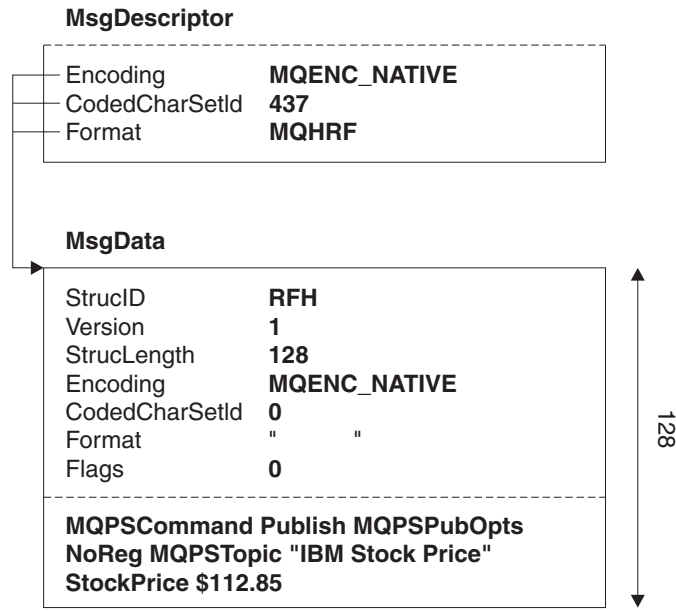 MsgDescriptor
Encoding MQENC_NATIVE
CodedCharSetId 437
Format MQHRF
MsgData
StrucID RFH
Version 1
StrucLength 128
Encoding MQENC_NATIVE
CodedCharSetId 0
Format " "
Flags 0
128
MQPSCommand Publish MQPSPubOpts
NoReg MQPSTopic "IBM Stock Price"
StockPrice $112.85